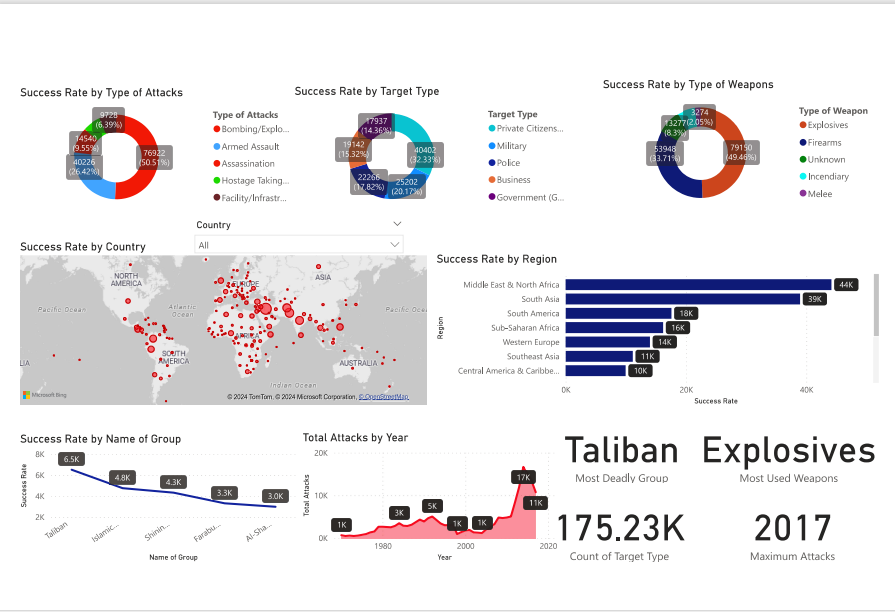 Success Rate by Type of Attacks
9728
(6.39%)
14540
(9.55%)
40226
(26.42%)
76922
(50.51%)
Type of Attacks
Bombing/Explo...
Armed Assault
Assassination
Hostage Taking...
Facility/Infrastr...
Success Rate by Target Type
17937
(14.36%)
19142
(15.32%)
22266
(17.82%)
25202
(20.17%)
40402
(32.33%)
Target Type
Private Citizens...
Military
Police
Business
Government (G...
Success Rate by Type of Weapons
3274
(2.05%)
13277
(8.3%)
53948
(33.71%)
79150
(49.46%)
Type of Weapon
Explosives
Firearms
Unknown
Incendiary
Melee
Country
All
Success Rate by Country
NORTH
AMERICA
EUROPE
ASIA
Pacific Ocean
Atlantic
Ocean
Pacific Ocean
AFRICA
SOUTH
AMERICA
LIA
AUSTRALIA
Indian Ocean
Microsoft Bing
© 2024 TomTom, © 2024 Microsoft Corporation, © OpenStreetMap
Success Rate by Region
Region
Middle East & North Africa
44K
South Asia
39K
South America
18K
Sub-Saharan Africa
16K
Western Europe
14K
Southeast Asia
11K
Central America & Caribbe...
10K
0K
20K
40K
Success Rate
Success Rate by Name of Group
Success Rate
8K
6K
4K
2K
6.5K
4.8K
4.3K
3.3K
3.0K
Taliban
Islamic...
Shinin...
Farabu...
Al-Sha...
Name of Group
Total Attacks by Year
Total Attacks
20K
10K
0K
1K
3K
5K
1K
1K
17K
11K
1980
2000
2020
Year
Taliban
Most Deadly Group
Explosives
Most Used Weapons
175.23K
Count of Target Type
2017
Maximum Attacks